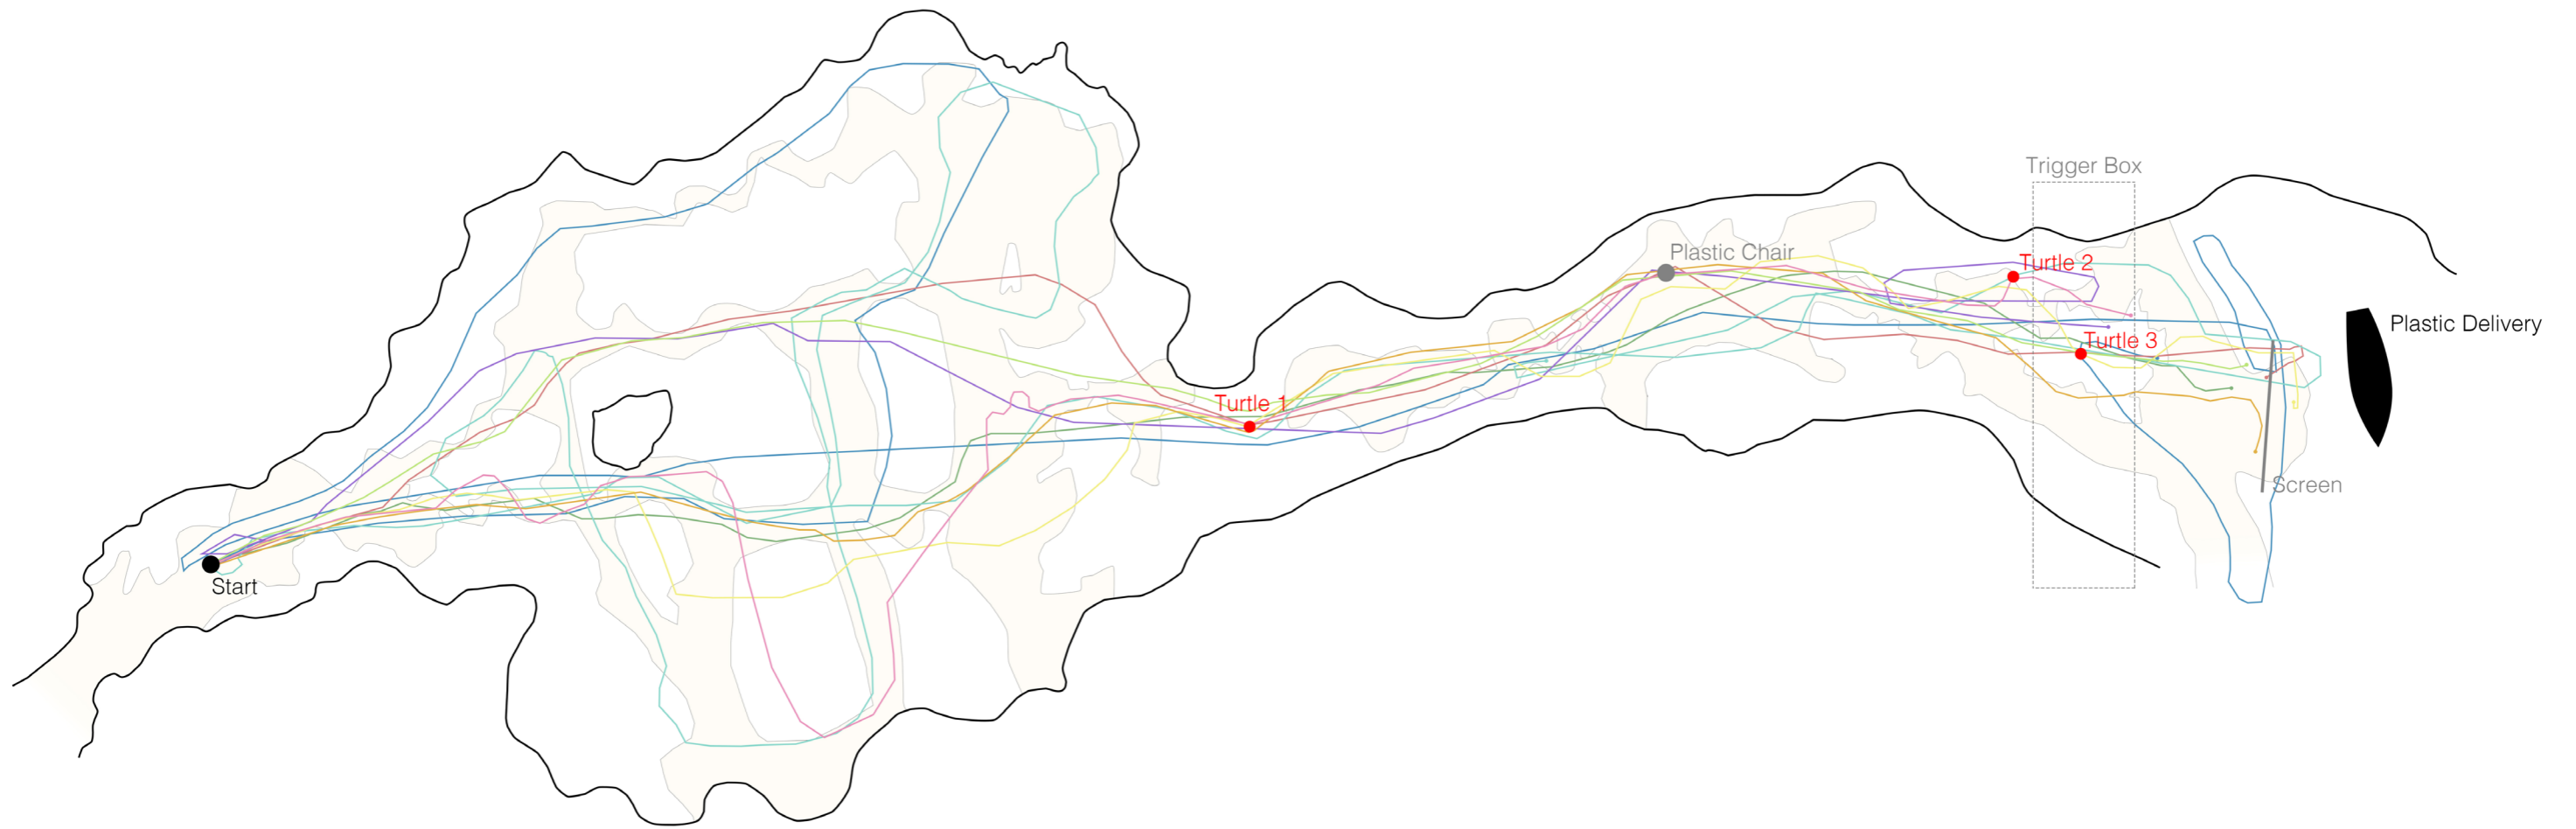 Trigger Box
Plastic Chair
Turtle 2
Plastic Delivery
Turtle 3
Turtle 1
Screen
Start